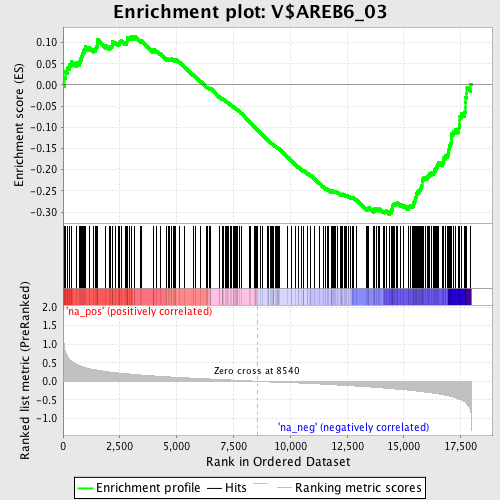 Enrichment plot: V$AREB6_03
Enrichment score (ES)
0.10
0.05
0.00
-0.05
-0.10
-0.15
-0.20
-0.25
-0.30
Ranked list metric (PreRanked)
'na_pos' (positively correlated)
2.0
1.5
1.0
0.5
0.0
-0.5
-1.0
Zero cross at 8540
'na_neg' (negatively correlated)
0
2,500
5,000
7,500
10,000
12,500
15,000
17,500
Rank in Ordered Dataset
Enrichment profile
Hits
Ranking metric scores